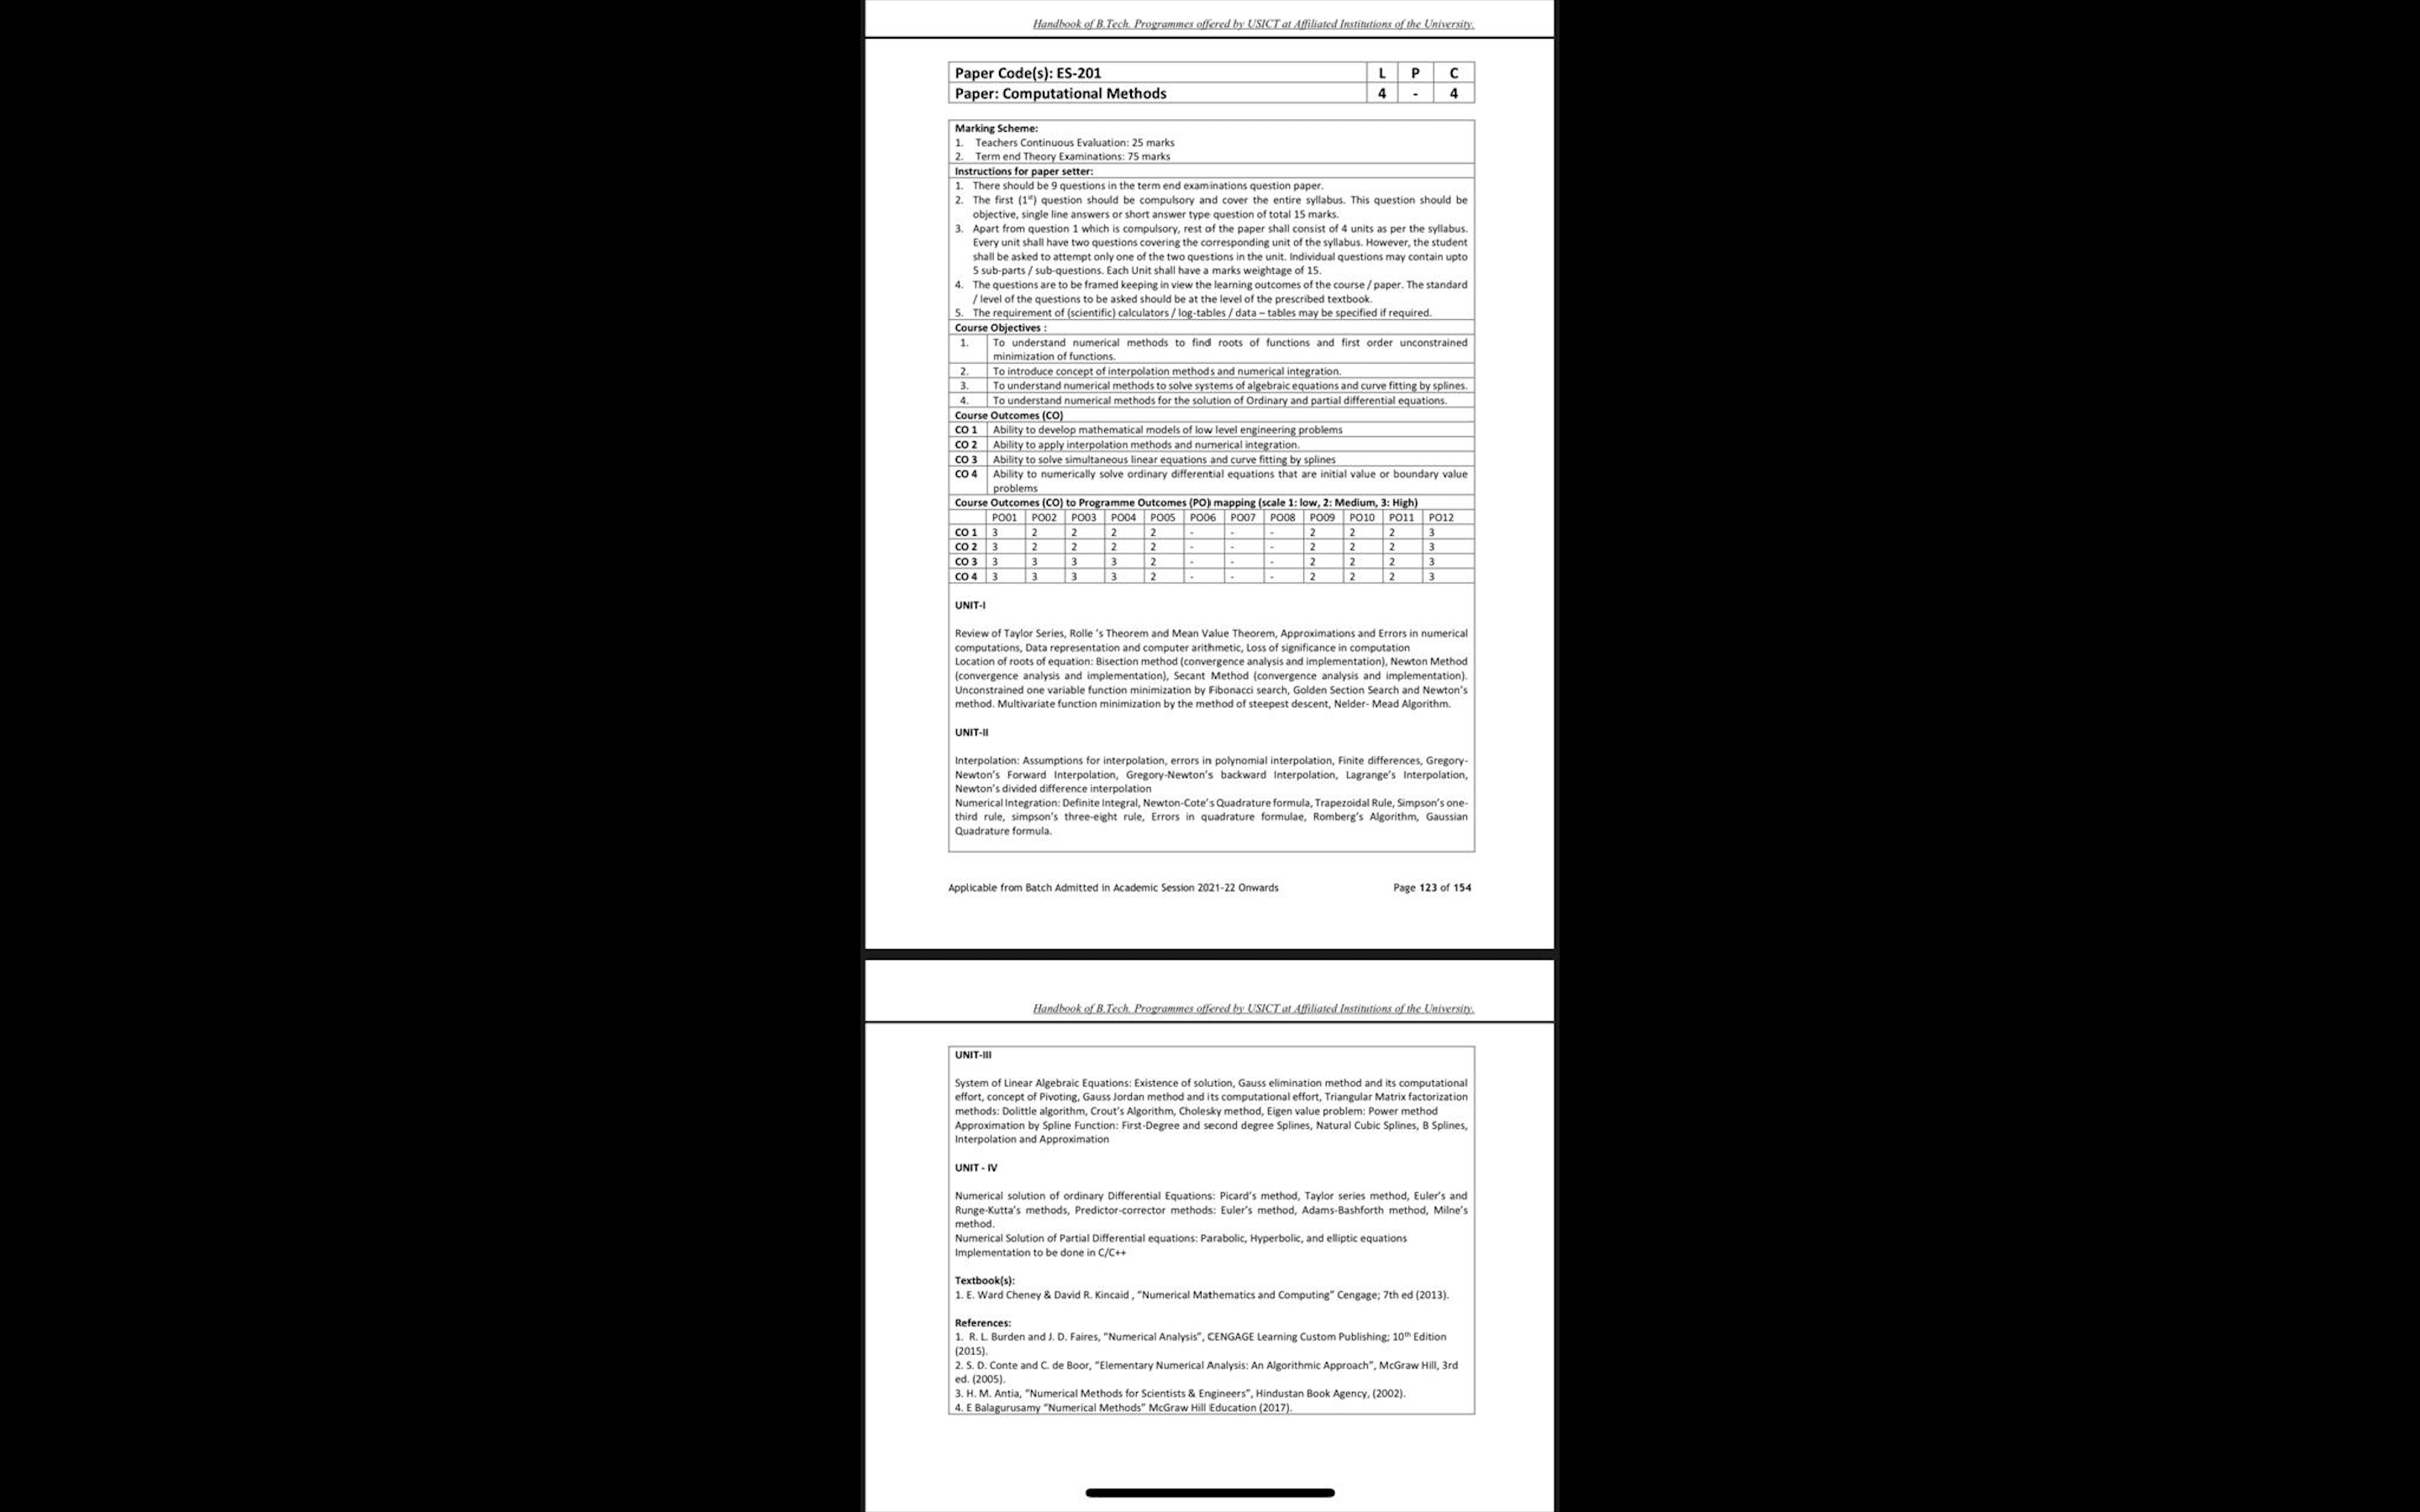 Handbook of B.Tech. Programmes offered by USICT at Affiliated Institutions of the University.
Paper Code(s): ES-201 L P C
Paper: Computational Methods 4 - 4
Marking Scheme:
1. Teachers Continuous Evaluation: 25 marks
2. Term end Theory Examinations: 75 marks
Instructions for paper setter:
1. There should be 9 questions in the term end examinations question paper.
2. The first (1st) question should be compulsory and cover the entire syllabus. This question should be
objective, single line answers or short answer type question of total 15 marks.
3. Apart from question 1 which is compulsory, rest of the paper shall consist of 4 units as per the syllabus.
Every unit shall have two questions covering the corresponding unit of the syllabus. However, the student
shall be asked to attempt only one of the two questions in the unit. Individual questions may contain upto
5 sub-parts / sub-questions. Each Unit shall have a marks weightage of 15.
4. The questions are to be framed keeping in view the learning outcomes of the course / paper. The standard
/ level of the questions to be asked should be at the level of the prescribed textbook.
5. The requirement of (scientific) calculators / log-tables / data – tables may be specified if required.
Course Objectives :
1. To understand numerical methods to find roots of functions and first order unconstrained
minimization of functions.
2. To introduce concept of interpolation methods and numerical integration.
3. To understand numerical methods to solve systems of algebraic equations and curve fitting by splines.
4. To understand numerical methods for the solution of Ordinary and partial differential equations.
Course Outcomes (CO)
CO 1 Ability to develop mathematical models of low level engineering problems
CO 2 Ability to apply interpolation methods and numerical integration.
CO 3 Ability to solve simultaneous linear equations and curve fitting by splines
CO 4 Ability to numerically solve ordinary differential equations that are initial value or boundary value
problems
Course Outcomes (CO) to Programme Outcomes (PO) mapping (scale 1: low, 2: Medium, 3: High)
PO01 PO02 PO03 PO04 PO05 PO06 PO07 PO08 PO09 PO10 PO11 PO12
CO 1 3 2 2 2 2 - - - 2 2 2 3
CO 2 3 2 2 2 2 - - - 2 2 2 3
CO 3 3 3 3 3 2 - - - 2 2 2 3
CO 4 3 3 3 3 2 - - - 2 2 2 3
UNIT-I
Review of Taylor Series, Rolle 's Theorem and Mean Value Theorem, Approximations and Errors in numerical
computations, Data representation and computer arithmetic, Loss of significance in computation
Location of roots of equation: Bisection method (convergence analysis and implementation), Newton Method
(convergence analysis and implementation), Secant Method (convergence analysis and implementation).
Unconstrained one variable function minimization by Fibonacci search, Golden Section Search and Newton's
method. Multivariate function minimization by the method of steepest descent, Nelder- Mead Algorithm.
UNIT-II
Interpolation: Assumptions for interpolation, errors in polynomial interpolation, Finite differences, Gregory-
Newton's Forward Interpolation, Gregory-Newton's backward Interpolation, Lagrange's Interpolation,
Newton's divided difference interpolation
Numerical Integration: Definite Integral, Newton-Cote's Quadrature formula, Trapezoidal Rule, Simpson's one-
third rule, simpson's three-eight rule, Errors in quadrature formulae, Romberg's Algorithm, Gaussian
Quadrature formula.
Applicable from Batch Admitted in Academic Session 2021-22 Onwards Page 123 of 154
Handbook of B.Tech. Programmes offered by USICT at Affiliated Institutions of the University.
UNIT-III
System of Linear Algebraic Equations: Existence of solution, Gauss elimination method and its computational
effort, concept of Pivoting, Gauss Jordan method and its computational effort, Triangular Matrix factorization
methods: Dolittle algorithm, Crout's Algorithm, Cholesky method, Eigen value problem: Power method
Approximation by Spline Function: First-Degree and second degree Splines, Natural Cubic Splines, B Splines,
Interpolation and Approximation
UNIT - IV
Numerical solution of ordinary Differential Equations: Picard's method, Taylor series method, Euler's and
Runge-Kutta's methods, Predictor-corrector methods: Euler's method, Adams-Bashforth method, Milne's
method.
Numerical Solution of Partial Differential equations: Parabolic, Hyperbolic, and elliptic equations
Implementation to be done in C/C++
Textbook(s):
1. E. Ward Cheney & David R. Kincaid , "Numerical Mathematics and Computing" Cengage; 7th ed (2013).
References:
1. R. L. Burden and J. D. Faires, "Numerical Analysis", CENGAGE Learning Custom Publishing; 10th Edition
(2015).
2. S. D. Conte and C. de Boor, "Elementary Numerical Analysis: An Algorithmic Approach", McGraw Hill, 3rd
ed. (2005).
3. H. M. Antia, "Numerical Methods for Scientists & Engineers", Hindustan Book Agency, (2002).
4. E Balagurusamy "Numerical Methods" McGraw Hill Education (2017).